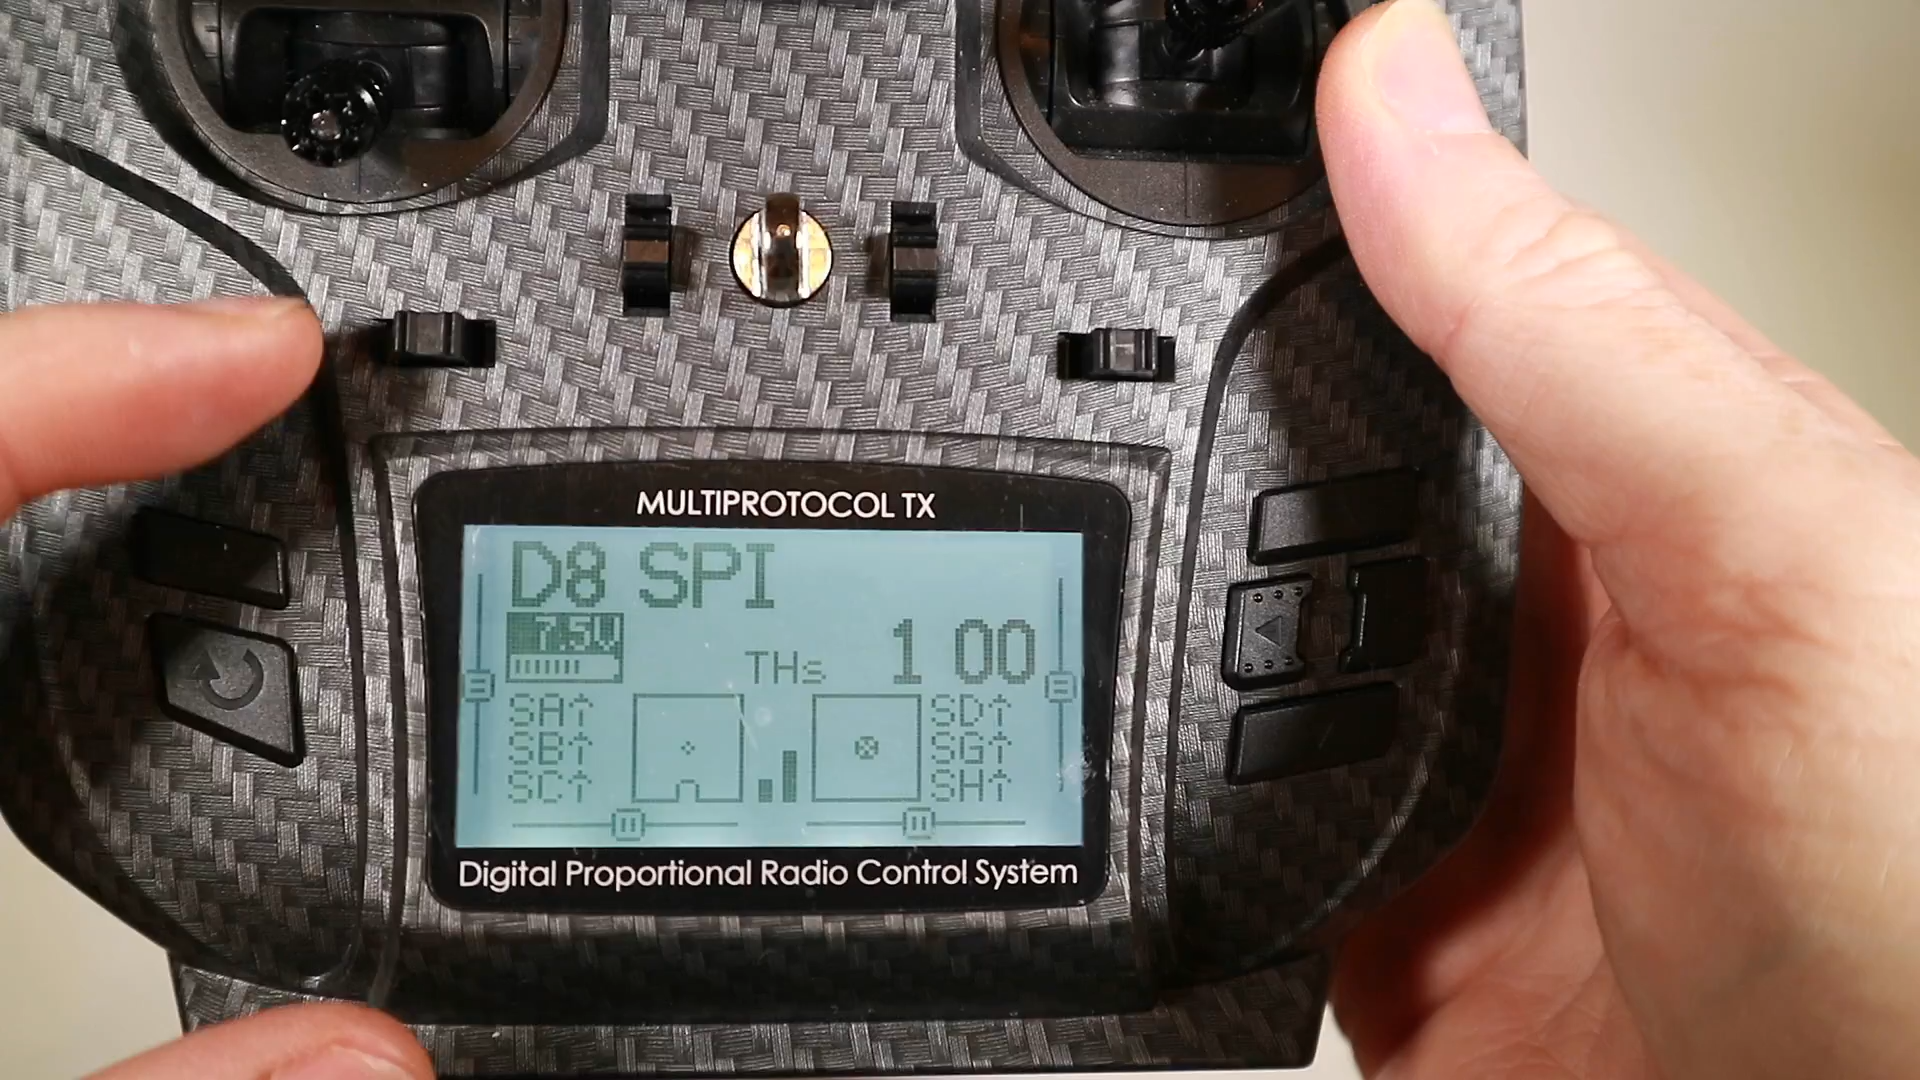 MULTIPROTOCOL TX
D8 SPI
7.5V
THs 1 00
SA↑ SD↑
SB↑ SG↑
SC↑ SH↑
Digital Proportional Radio Control System